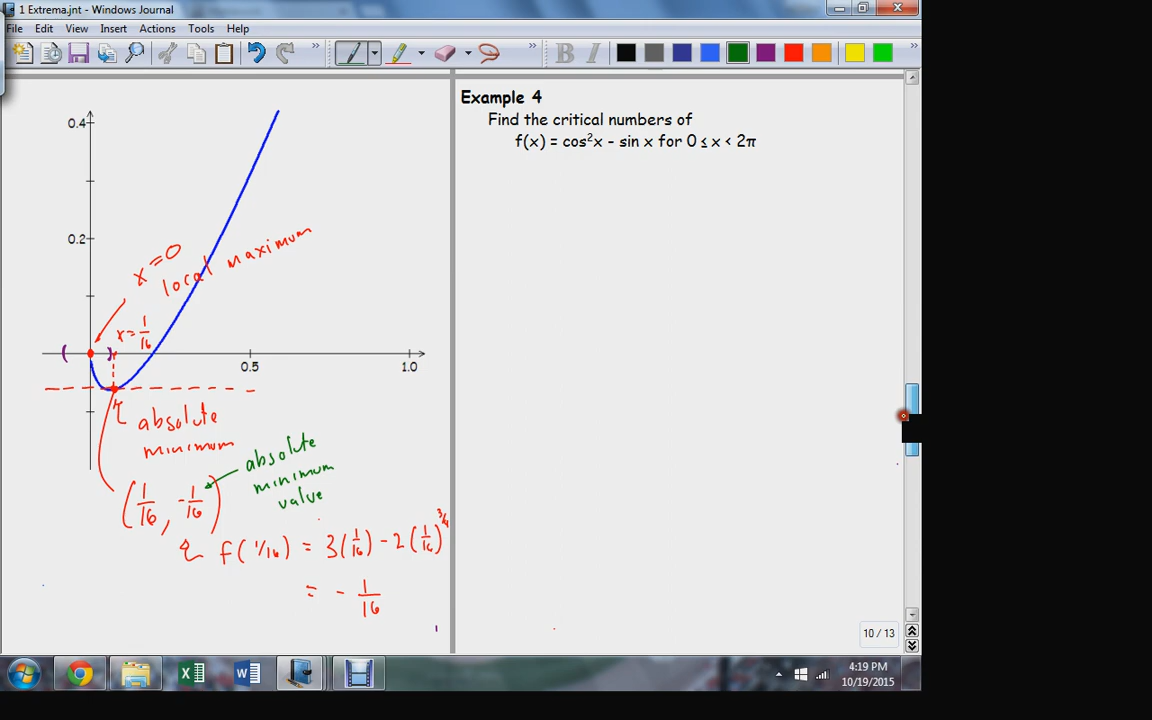 1 Extrema.jnt - Windows Journal
File Edit View Insert Actions Tools Help
» » B I »
0.4
0.2
x=0
local maximum
x=1/16
0.5 1.0
absolute
minimum
absolute
minimum
value
(1/16, -1/16)
f(1/16) = 3(1/16) - 2(1/16)^3/4
= - 1/16
Example 4
Find the critical numbers of
f(x) = cos²x - sin x for 0 ≤ x < 2π
10 / 13
4:19 PM
10/19/2015